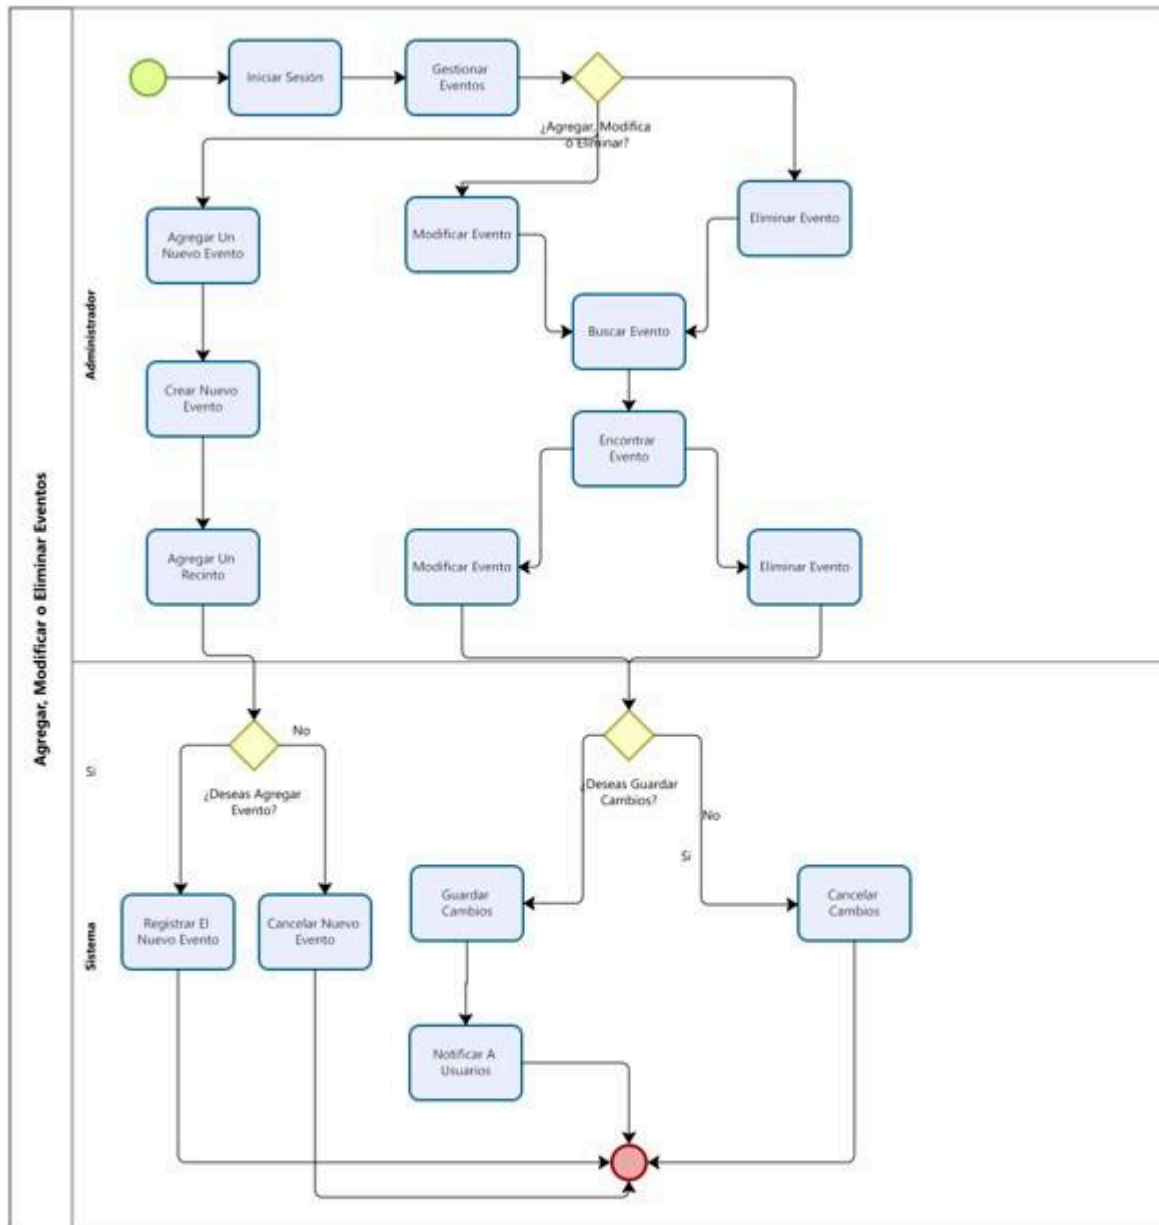 Agregar, Modificar o Eliminar Eventos
Administrador
Iniciar Sesión
Gestionar
Eventos
¿Agregar, Modifica
o Eliminar?
Agregar Un
Nuevo Evento
Modificar Evento
Eliminar Evento
Buscar Evento
Crear Nuevo
Evento
Encontrar
Evento
Agregar Un
Recinto
Modificar Evento
Eliminar Evento
Sistema
No
Si
¿Deseas Agregar
Evento?
¿Deseas Guardar
Cambios?
No
Si
Registrar El
Nuevo Evento
Cancelar Nuevo
Evento
Guardar
Cambios
Cancelar
Cambios
Notificar A
Usuarios